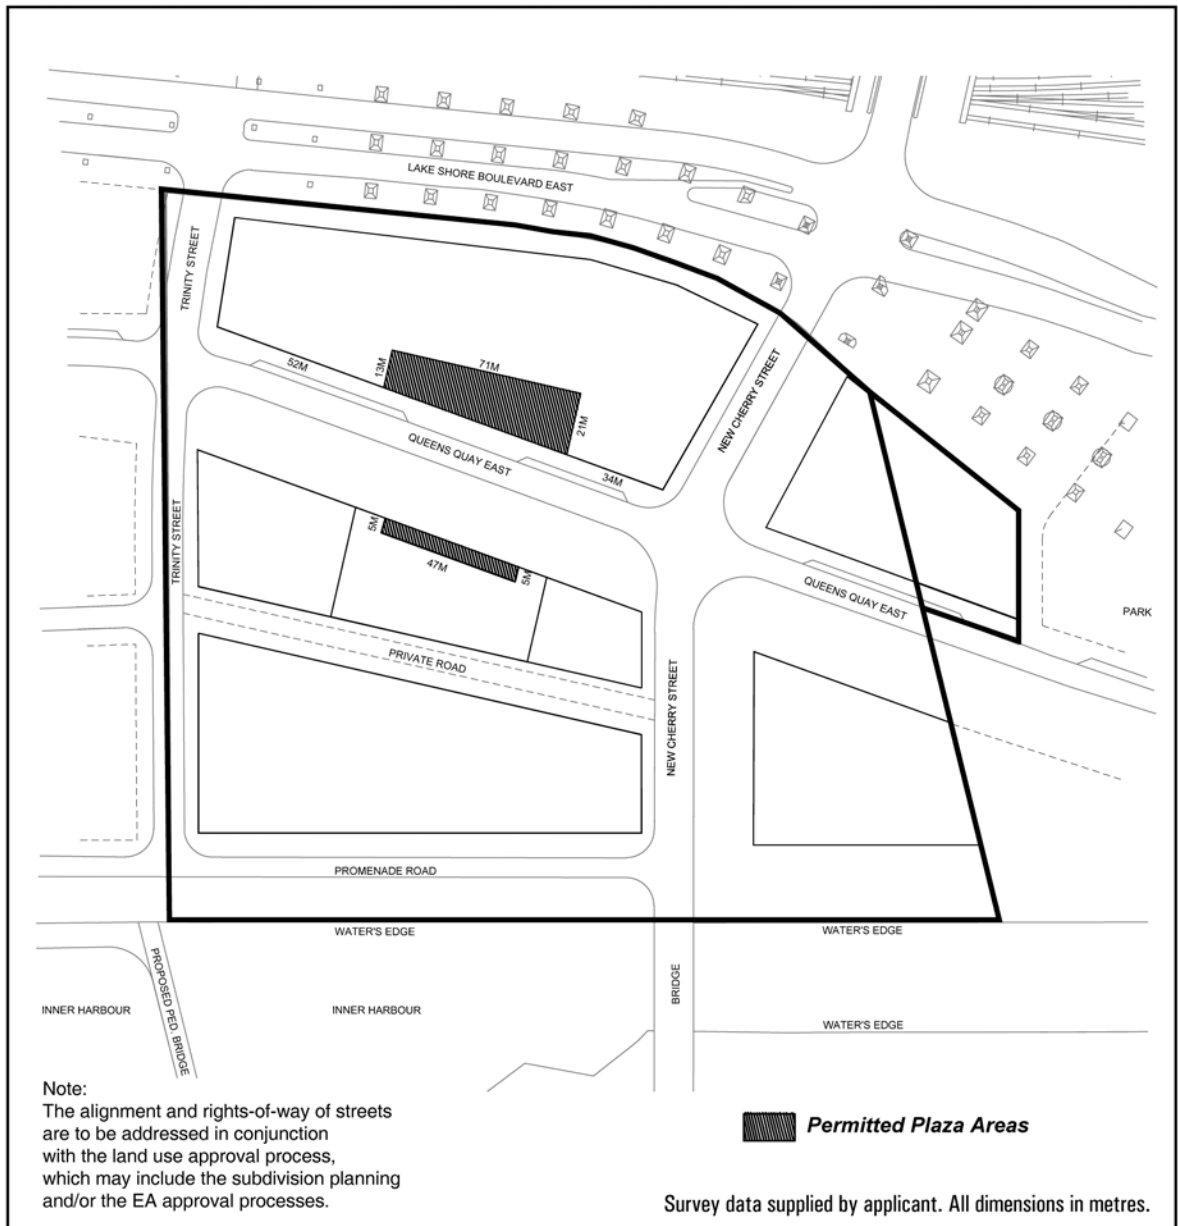 LAKE SHORE BOULEVARD EAST
TRINITY STREET
52M
13M
71M
21M
34M
NEW CHERRY STREET
QUEENS QUAY EAST
TRINITY STREET
5M
47M
5M
QUEENS QUAY EAST
PARK
PRIVATE ROAD
NEW CHERRY STREET
PROMENADE ROAD
WATER'S EDGE
WATER'S EDGE
PROPOSED PED. BRIDGE
BRIDGE
INNER HARBOUR
INNER HARBOUR
WATER'S EDGE
Note:
The alignment and rights-of-way of streets
are to be addressed in conjunction
with the land use approval process,
which may include the subdivision planning
and/or the EA approval processes.
Permitted Plaza Areas
Survey data supplied by applicant. All dimensions in metres.